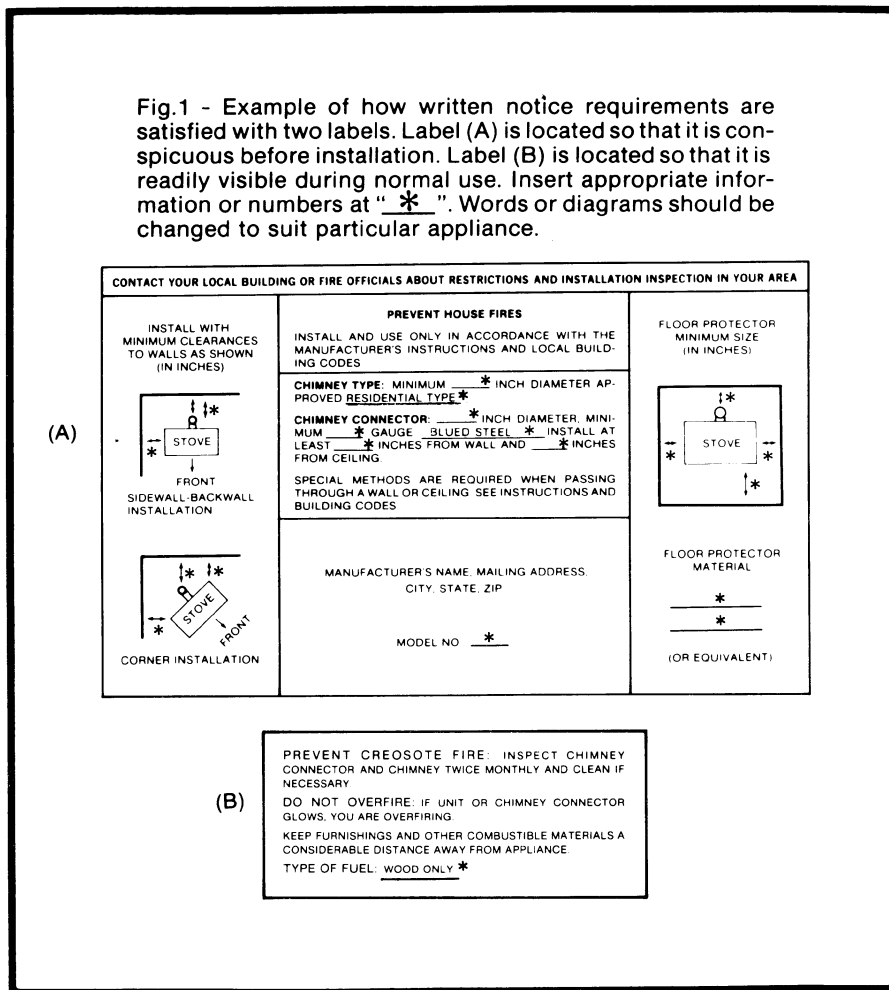 Fig.1 - Example of how written notice requirements are
satisfied with two labels. Label (A) is located so that it is con-
spicuous before installation. Label (B) is located so that it is
readily visible during normal use. Insert appropriate infor-
mation or numbers at "__*__". Words or diagrams should be
changed to suit particular appliance.
(A)
CONTACT YOUR LOCAL BUILDING OR FIRE OFFICIALS ABOUT RESTRICTIONS AND INSTALLATION INSPECTION IN YOUR AREA
INSTALL WITH
MINIMUM CLEARANCES
TO WALLS AS SHOWN
(IN INCHES)
*
*
STOVE
FRONT
SIDEWALL-BACKWALL
INSTALLATION
* *
*
STOVE
FRONT
CORNER INSTALLATION
PREVENT HOUSE FIRES
INSTALL AND USE ONLY IN ACCORDANCE WITH THE
MANUFACTURER'S INSTRUCTIONS AND LOCAL BUILD-
ING CODES
CHIMNEY TYPE: MINIMUM ____* INCH DIAMETER AP-
PROVED RESIDENTIAL TYPE *
CHIMNEY CONNECTOR: ____* INCH DIAMETER, MINI-
MUM ____* GAUGE BLUED STEEL * INSTALL AT
LEAST ____* INCHES FROM WALL AND ____* INCHES
FROM CEILING.
SPECIAL METHODS ARE REQUIRED WHEN PASSING
THROUGH A WALL OR CEILING SEE INSTRUCTIONS AND
BUILDING CODES
MANUFACTURER'S NAME, MAILING ADDRESS,
CITY, STATE, ZIP
MODEL NO __*__
FLOOR PROTECTOR
MINIMUM SIZE
(IN INCHES)
*
* STOVE *
*
FLOOR PROTECTOR
MATERIAL
*
*
(OR EQUIVALENT)
(B)
PREVENT CREOSOTE FIRE: INSPECT CHIMNEY
CONNECTOR AND CHIMNEY TWICE MONTHLY AND CLEAN IF
NECESSARY
DO NOT OVERFIRE: IF UNIT OR CHIMNEY CONNECTOR
GLOWS, YOU ARE OVERFIRING.
KEEP FURNISHINGS AND OTHER COMBUSTIBLE MATERIALS A
CONSIDERABLE DISTANCE AWAY FROM APPLIANCE.
TYPE OF FUEL: WOOD ONLY *